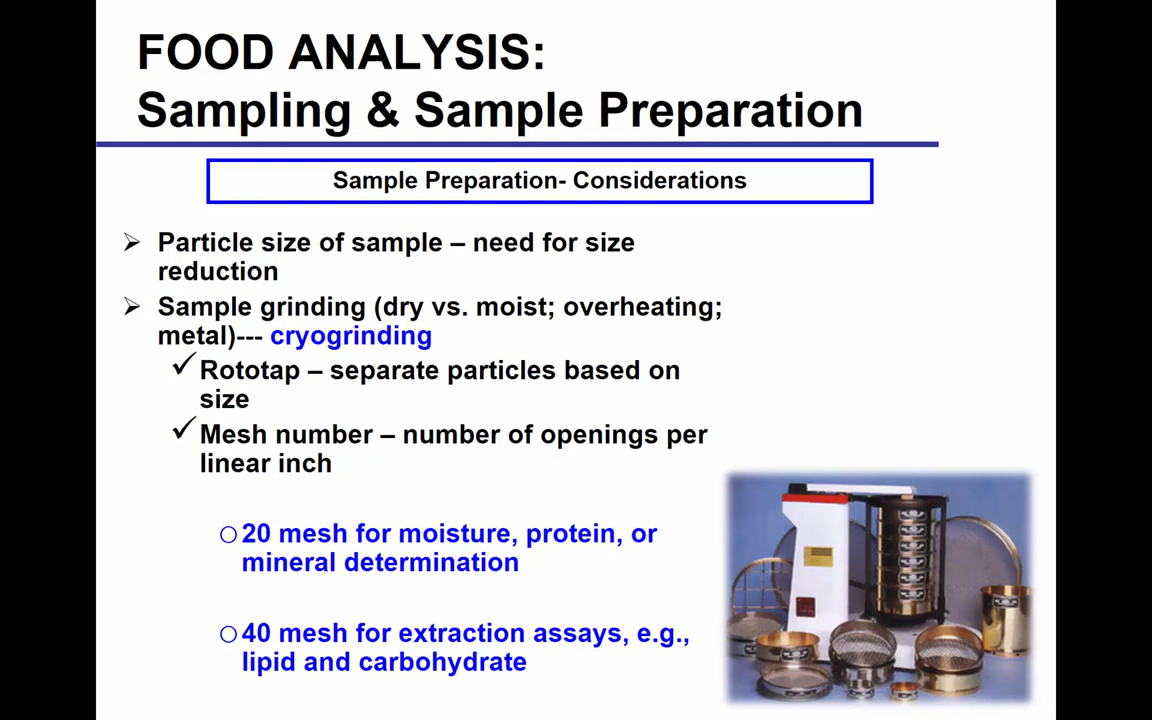 FOOD ANALYSIS:
Sampling & Sample Preparation
Sample Preparation- Considerations
➢ Particle size of sample – need for size
reduction
➢ Sample grinding (dry vs. moist; overheating;
metal)--- cryogrinding
✓ Rototap – separate particles based on
size
✓ Mesh number – number of openings per
linear inch
○ 20 mesh for moisture, protein, or
mineral determination
○ 40 mesh for extraction assays, e.g.,
lipid and carbohydrate